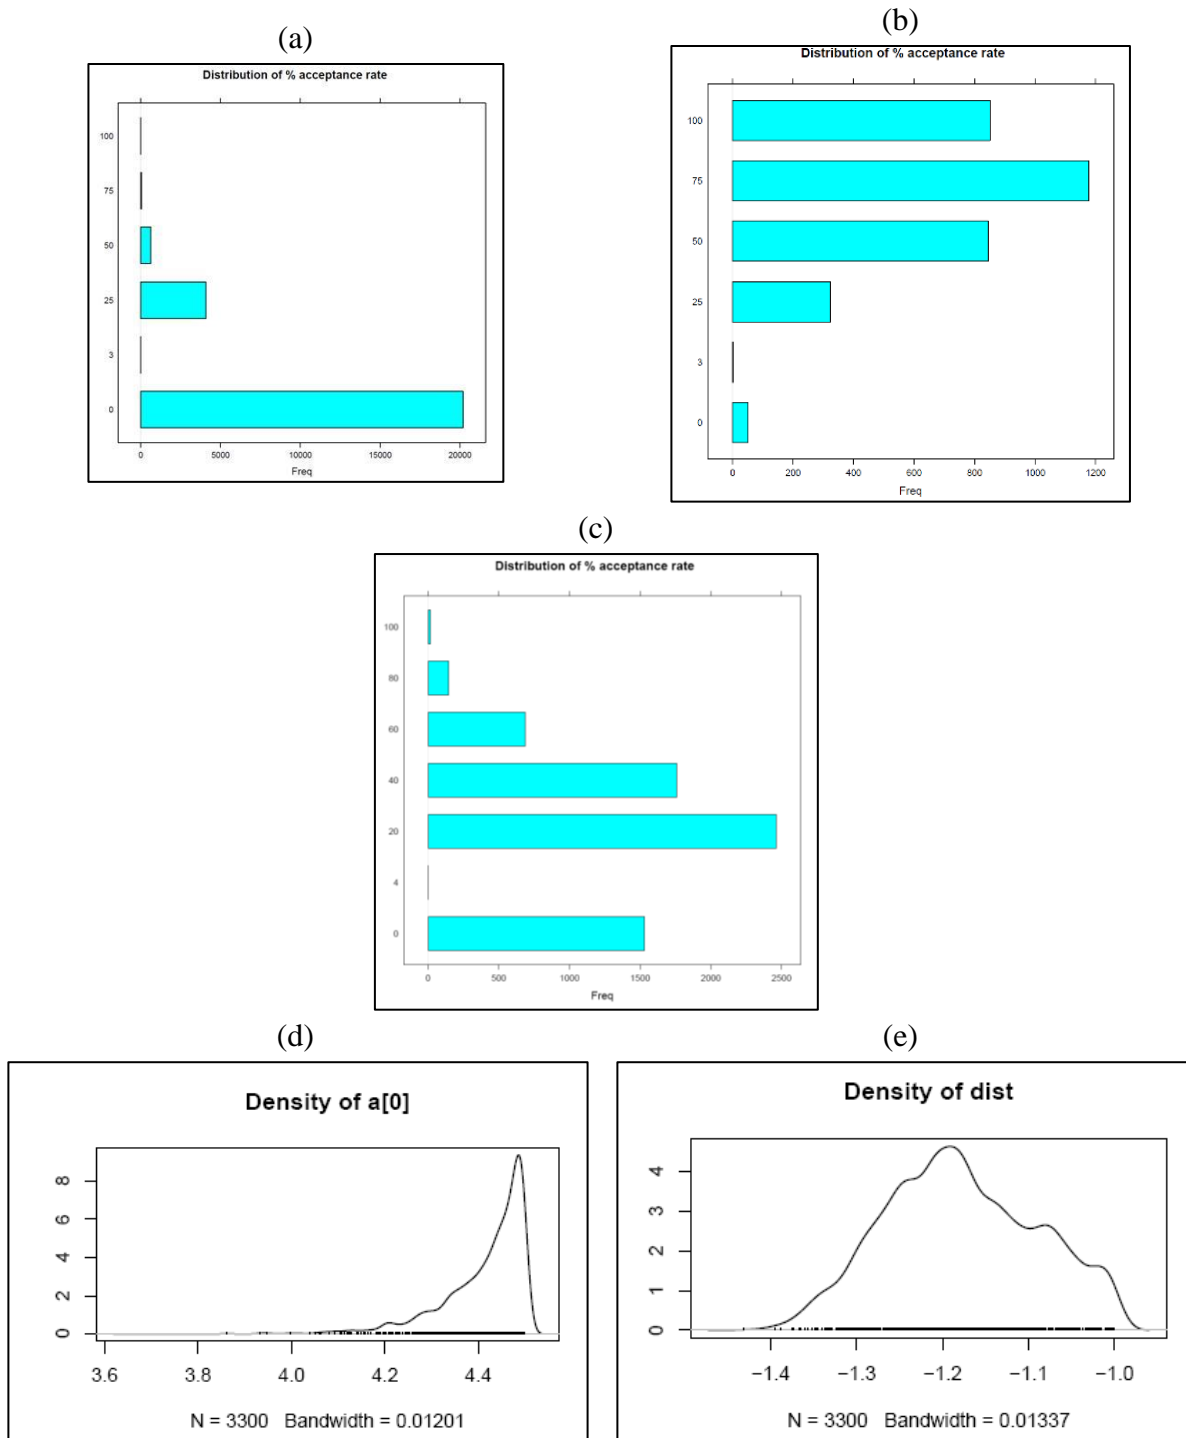 (a)
Distribution of % acceptance rate
100
75
50
25
3
0
0 5000 10000 15000 20000
Freq
(b)
Distribution of % acceptance rate
100
75
50
25
3
0
0 200 400 600 800 1000 1200
Freq
(c)
Distribution of % acceptance rate
100
80
60
40
20
4
0
0 500 1000 1500 2000 2500
Freq
(d)
Density of a[0]
8
6
4
2
0
3.6 3.8 4.0 4.2 4.4
N = 3300 Bandwidth = 0.01201
(e)
Density of dist
4
3
2
1
0
−1.4 −1.3 −1.2 −1.1 −1.0
N = 3300 Bandwidth = 0.01337